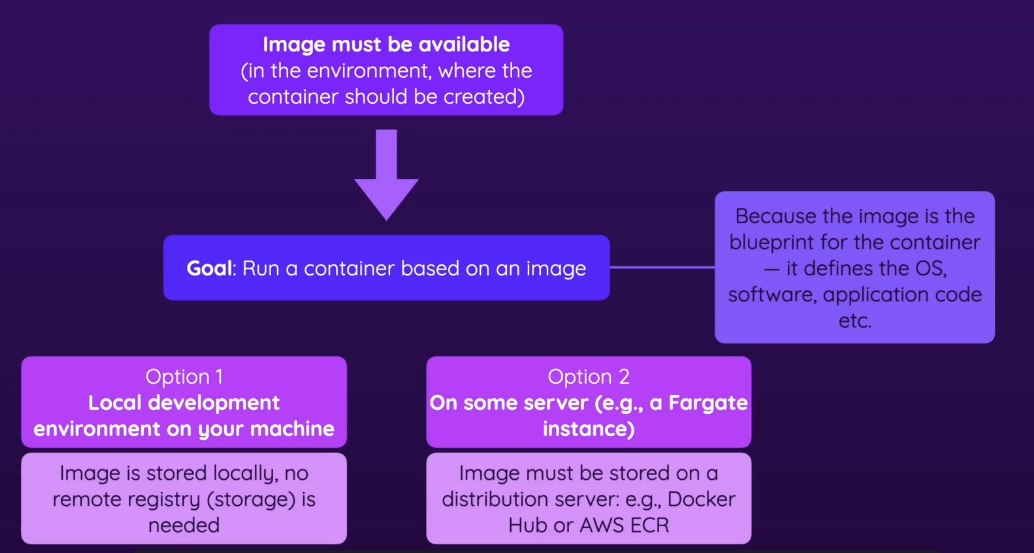 Image must be available
(in the environment, where the
container should be created)
Goal: Run a container based on an image
Because the image is the
blueprint for the container
— it defines the OS,
software, application code
etc.
Option 1
Local development
environment on your machine
Image is stored locally, no
remote registry (storage) is
needed
Option 2
On some server (e.g., a Fargate
instance)
Image must be stored on a
distribution server: e.g., Docker
Hub or AWS ECR